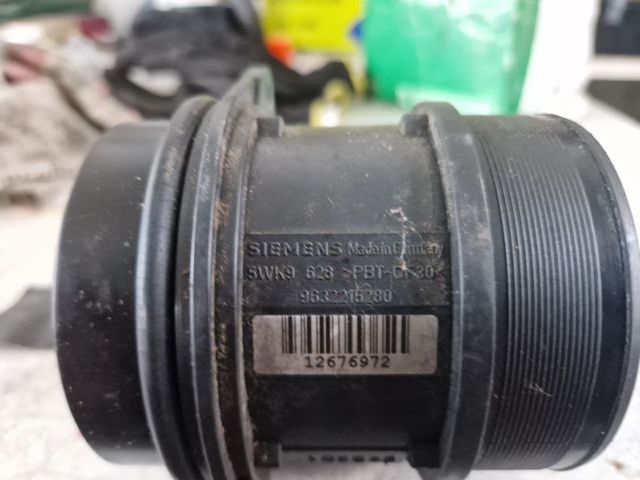 SIEMENS Made in Germany
5WK9 628 >PBT-GF30<
9632215280
12676972